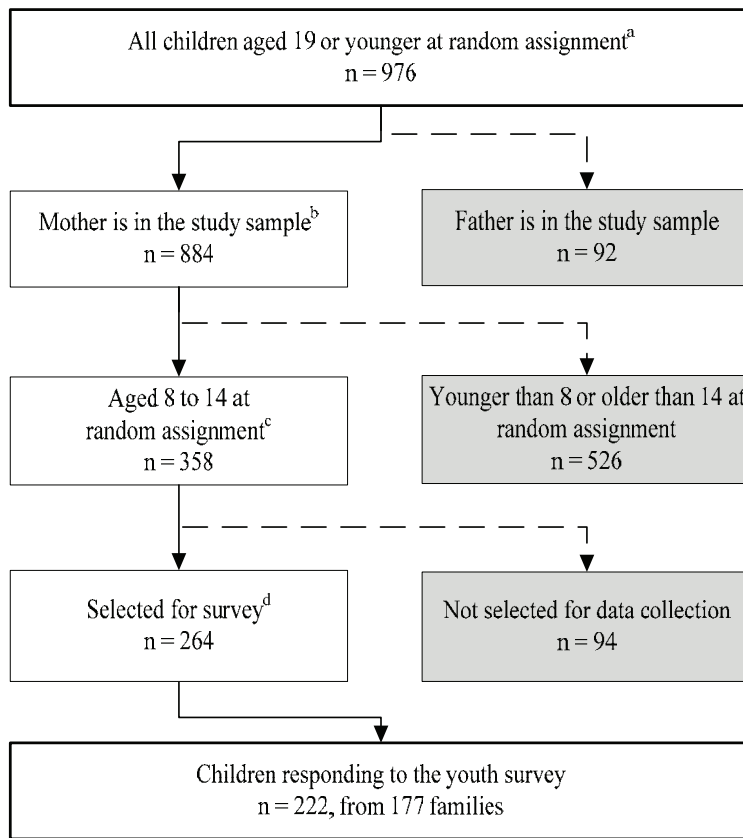 All children aged 19 or younger at random assignmentᵃ
n = 976
Mother is in the study sampleᵇ
n = 884
Father is in the study sample
n = 92
Aged 8 to 14 at
random assignmentᶜ
n = 358
Younger than 8 or older than 14 at
random assignment
n = 526
Selected for surveyᵈ
n = 264
Not selected for data collection
n = 94
Children responding to the youth survey
n = 222, from 177 families